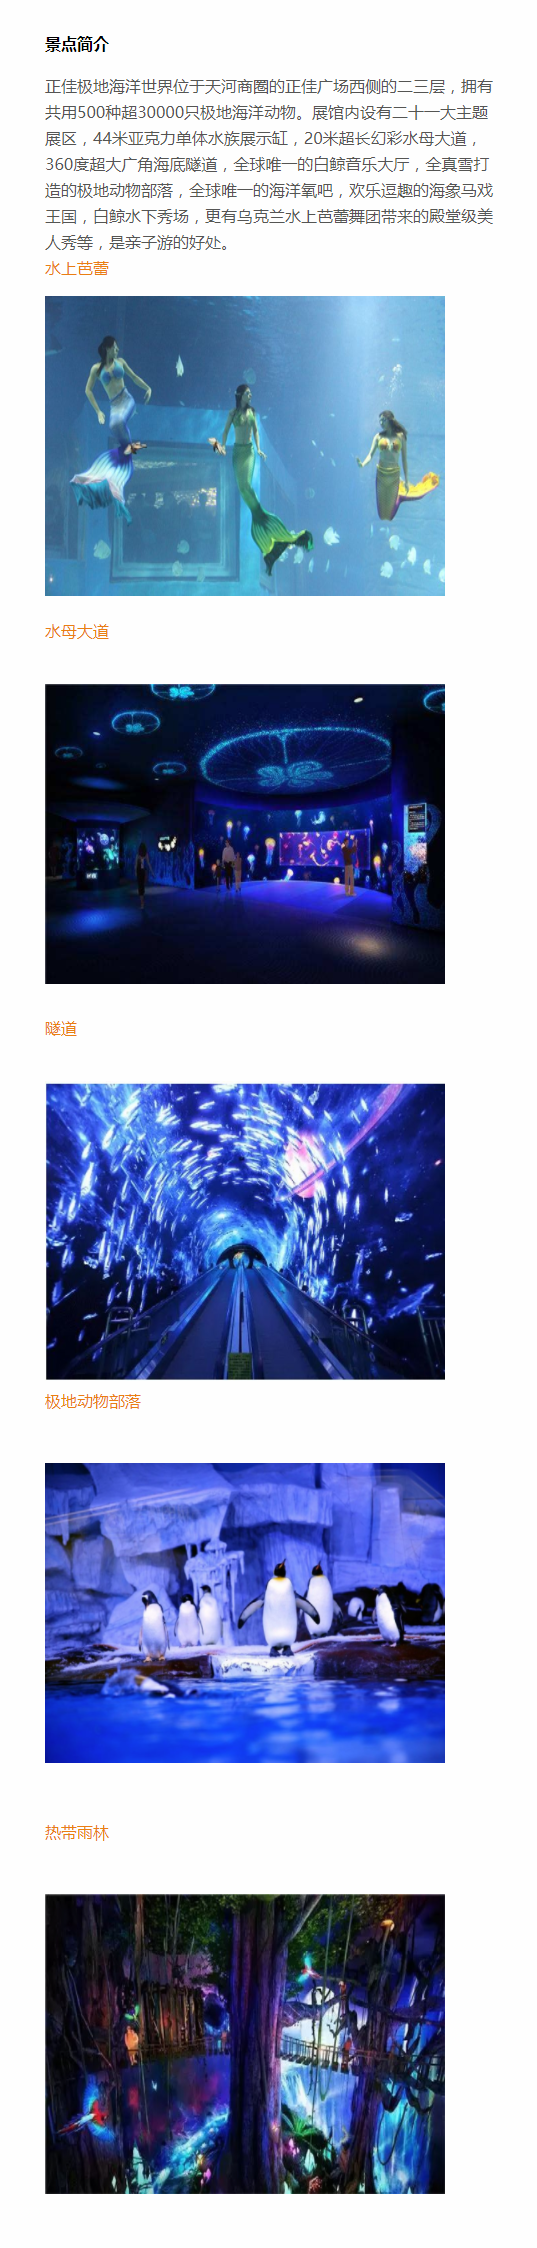 景点简介
正佳极地海洋世界位于天河商圈的正佳广场西侧的二三层，拥有
共用500种超30000只极地海洋动物。展馆内设有二十一大主题
展区，44米亚克力单体水族展示缸，20米超长幻彩水母大道，
360度超大广角海底隧道，全球唯一的白鲸音乐大厅，全真雪打
造的极地动物部落，全球唯一的海洋氧吧，欢乐逗趣的海象马戏
王国，白鲸水下秀场，更有乌克兰水上芭蕾舞团带来的殿堂级美
人秀等，是亲子游的好处。
水上芭蕾
水母大道
隧道
极地动物部落
热带雨林